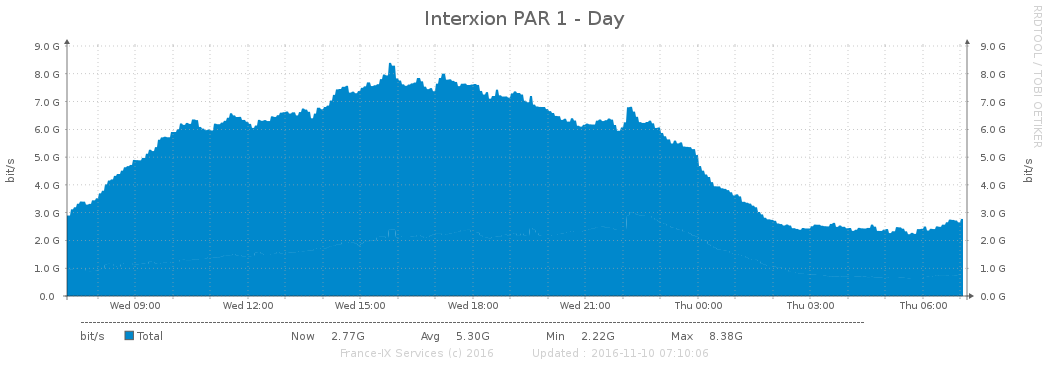 Interxion PAR 1 - Day
RRDTOOL / TOBI OETIKER
9.0 G 9.0 G
8.0 G 8.0 G
7.0 G 7.0 G
6.0 G 6.0 G
5.0 G 5.0 G
4.0 G 4.0 G
3.0 G 3.0 G
2.0 G 2.0 G
1.0 G 1.0 G
0.0 0.0 G
bit/s
bit/s
Wed 09:00 Wed 12:00 Wed 15:00 Wed 18:00 Wed 21:00 Thu 00:00 Thu 03:00 Thu 06:00
bit/s Total Now 2.77G Avg 5.30G Min 2.22G Max 8.38G
France-IX Services (c) 2016 Updated : 2016-11-10 07:10:06